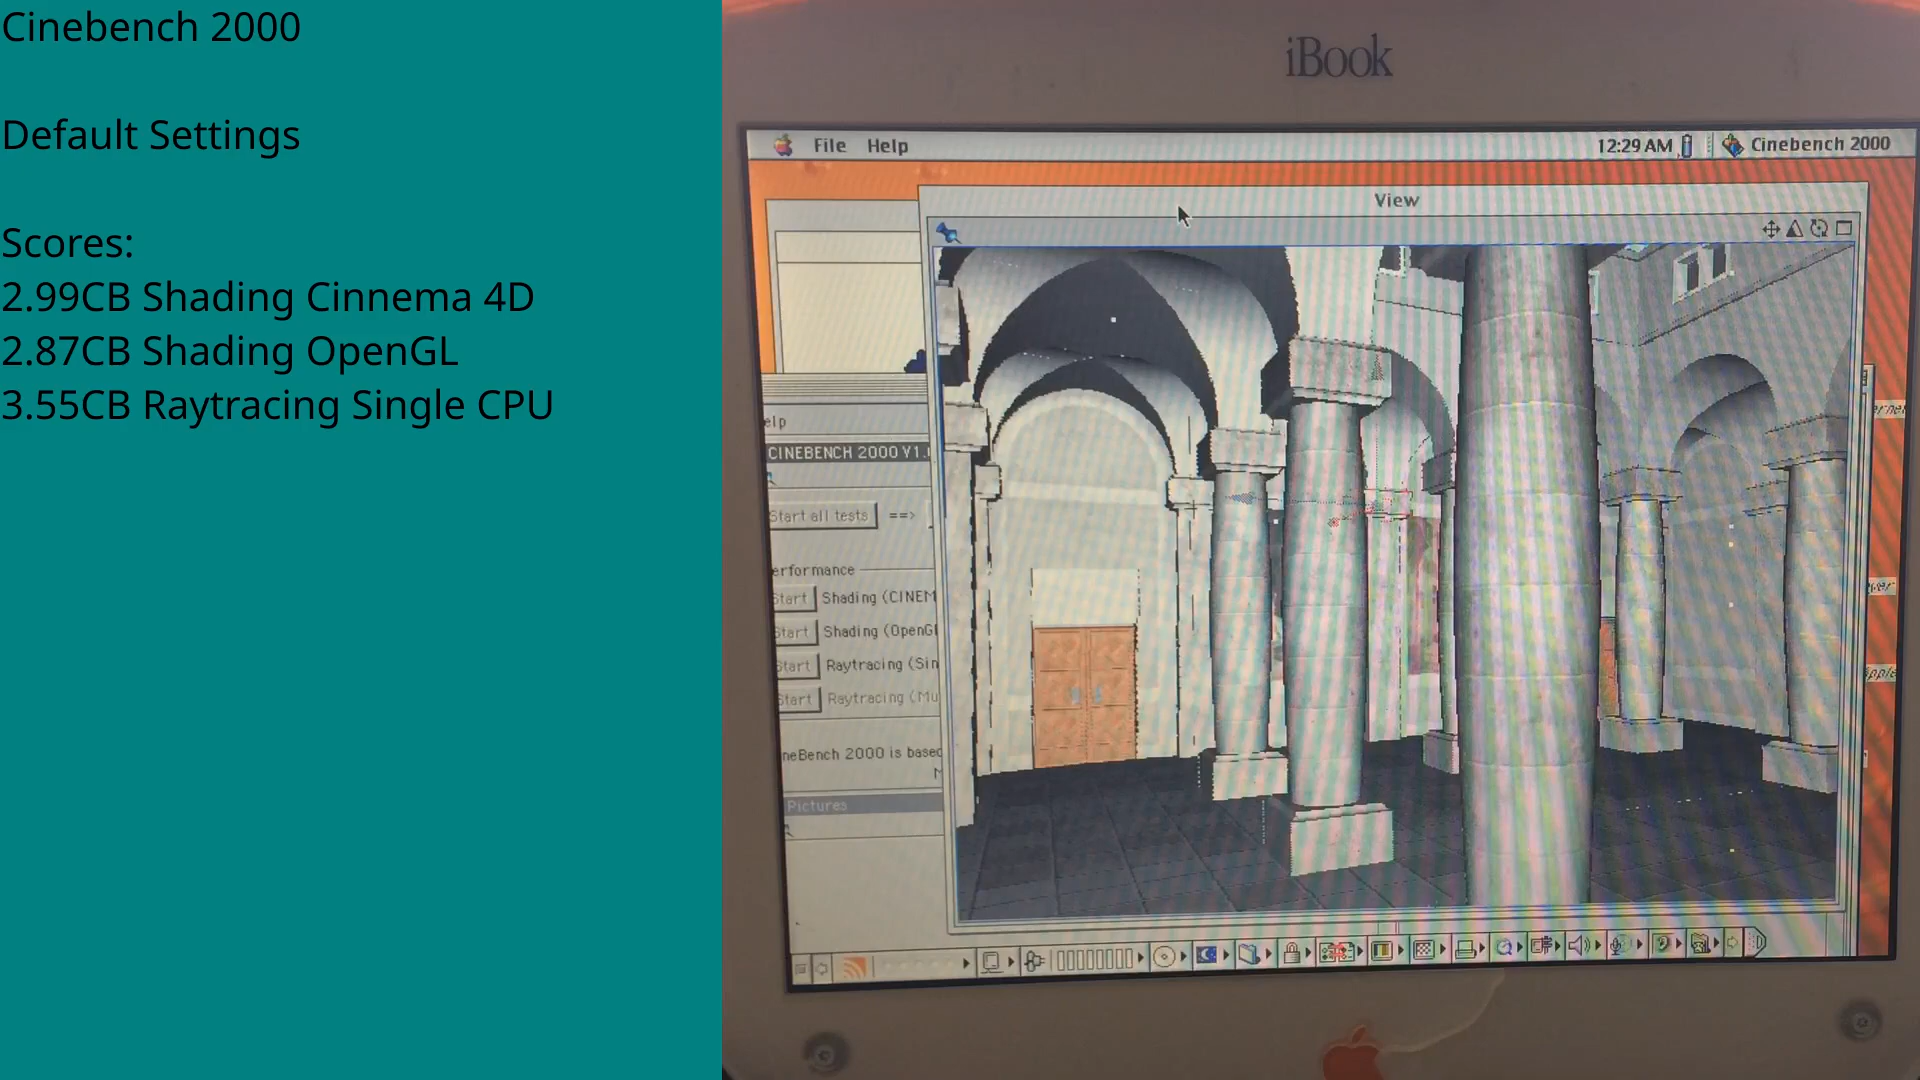 Cinebench 2000
Default Settings
Scores:
2.99CB Shading Cinnema 4D
2.87CB Shading OpenGL
3.55CB Raytracing Single CPU
iBook
File Help
12:29 AM
Cinebench 2000
View
elp
CINEBENCH 2000 V1.
Start all tests ==>
erformance
Start Shading (CINEM
Start Shading (OpenGl
Start Raytracing (Sin
Start Raytracing (Mu
neBench 2000 is based
M
Pictures